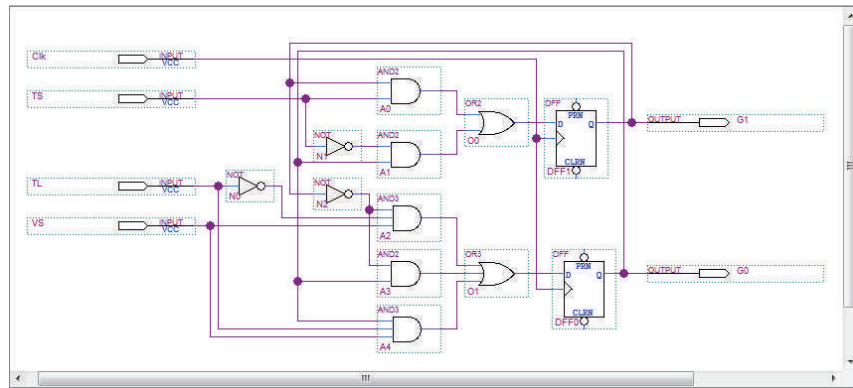 Clk INPUT VCC
TS INPUT VCC
TL INPUT VCC
VS INPUT VCC
NOT N0
NOT N1
NOT N2
AND2 A0
AND2 A1
AND3 A2
AND2 A3
AND3 A4
OR2 O0
OR3 O1
DFF PRN D Q CLRN DFF1
DFF PRN D Q CLRN DFF0
OUTPUT G1
OUTPUT G0